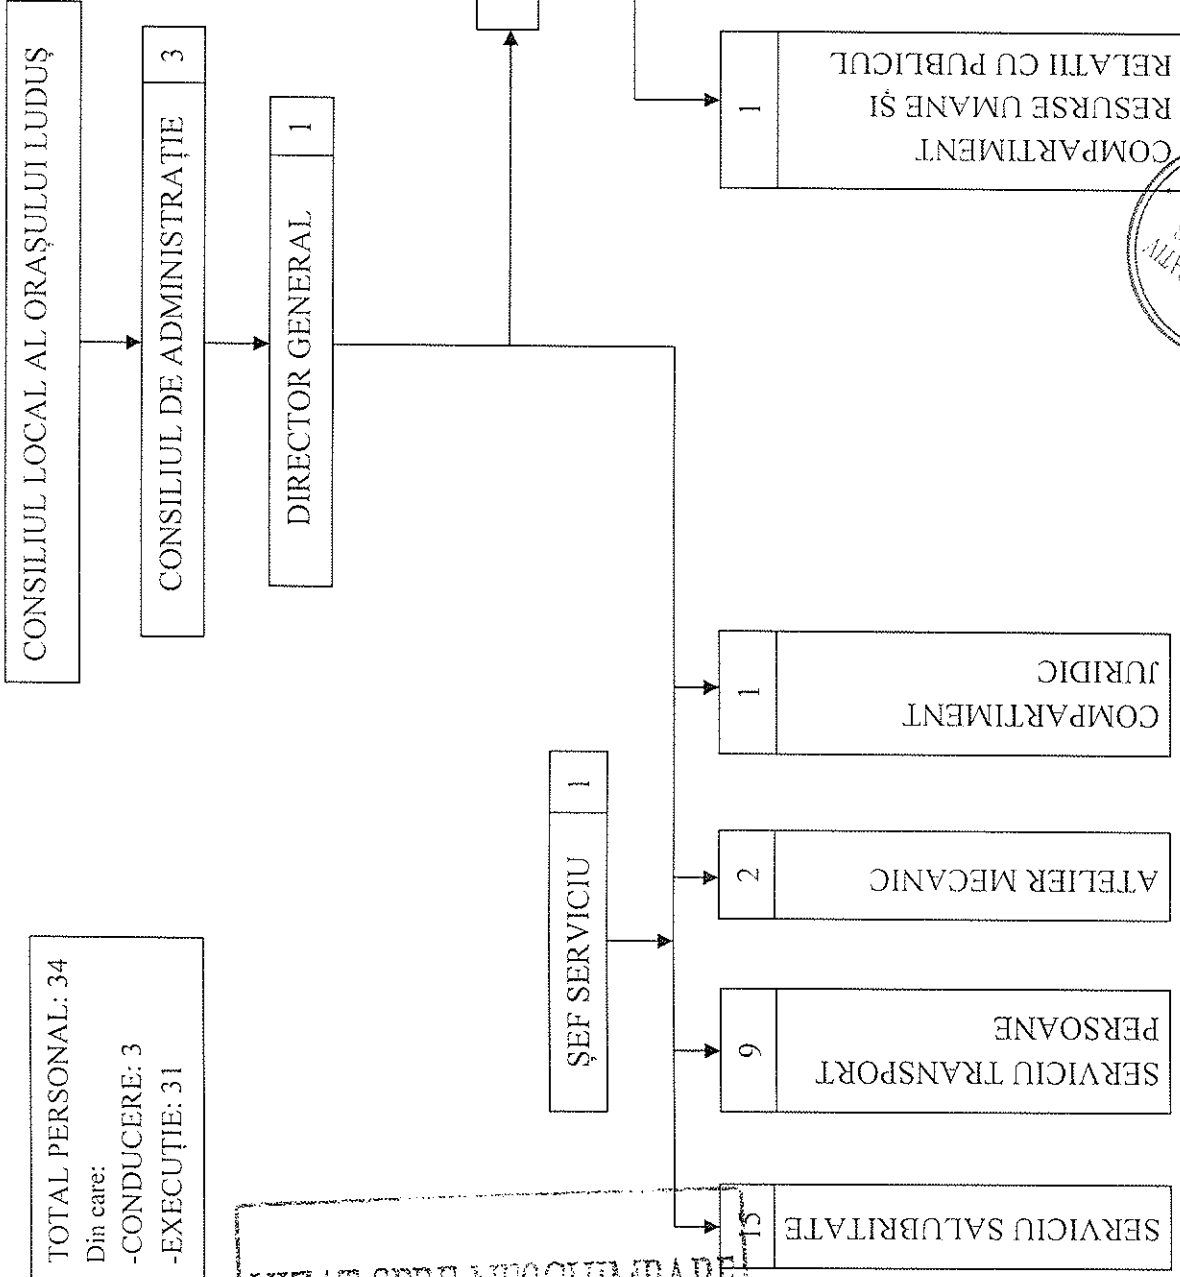 CONSILIUL LOCAL AL ORAȘULUI LUDUȘ
CONSILIUL DE ADMINISTRAȚIE 3
DIRECTOR GENERAL 1
TOTAL PERSONAL: 34
Din care:
-CONDUCERE: 3
-EXECUȚIE: 31
ȘEF SERVICIU 1
15
SERVICIU SALUBRITATE
9
SERVICIU TRANSPORT
PERSOANE
2
ATELIER MECANIC
1
COMPARTIMENT
JURIDIC
1
COMPARTIMENT
RESURSE UMANE ȘI
RELATII CU PUBLICUL